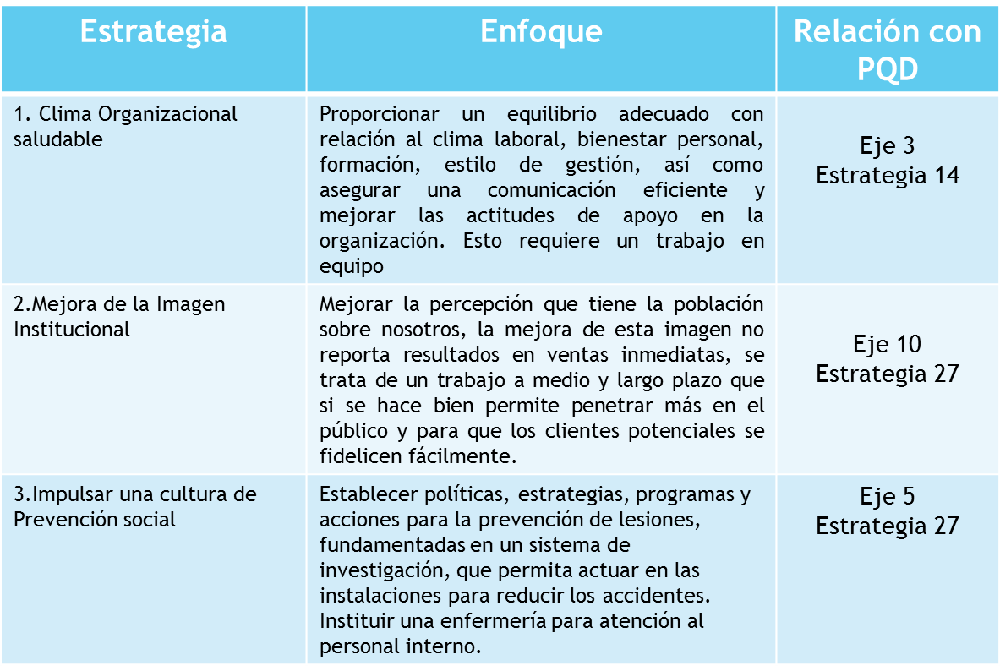 Estrategia
Enfoque
Relación con
PQD
1. Clima Organizacional
saludable
Proporcionar un equilibrio adecuado con
relación al clima laboral, bienestar personal,
formación, estilo de gestión, así como
asegurar una comunicación eficiente y
mejorar las actitudes de apoyo en la
organización. Esto requiere un trabajo en
equipo
Eje 3
Estrategia 14
2.Mejora de la Imagen
Institucional
Mejorar la percepción que tiene la población
sobre nosotros, la mejora de esta imagen no
reporta resultados en ventas inmediatas, se
trata de un trabajo a medio y largo plazo que
si se hace bien permite penetrar más en el
público y para que los clientes potenciales se
fidelicen fácilmente.
Eje 10
Estrategia 27
3.Impulsar una cultura de
Prevención social
Establecer políticas, estrategias, programas y
acciones para la prevención de lesiones,
fundamentadas en un sistema de
investigación, que permita actuar en las
instalaciones para reducir los accidentes.
Instituir una enfermería para atención al
personal interno.
Eje 5
Estrategia 27